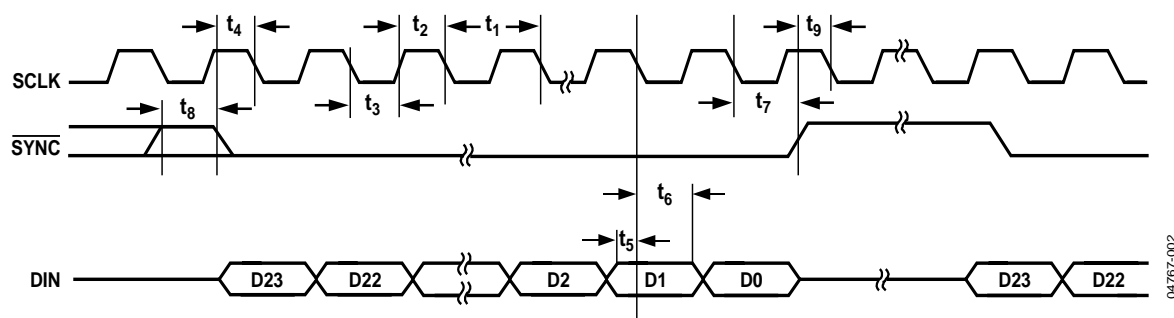 t4
t2
t1
t9
SCLK
t8
t3
t7
SYNC
t6
t5
DIN
D23
D22
D2
D1
D0
D23
D22
04767-002